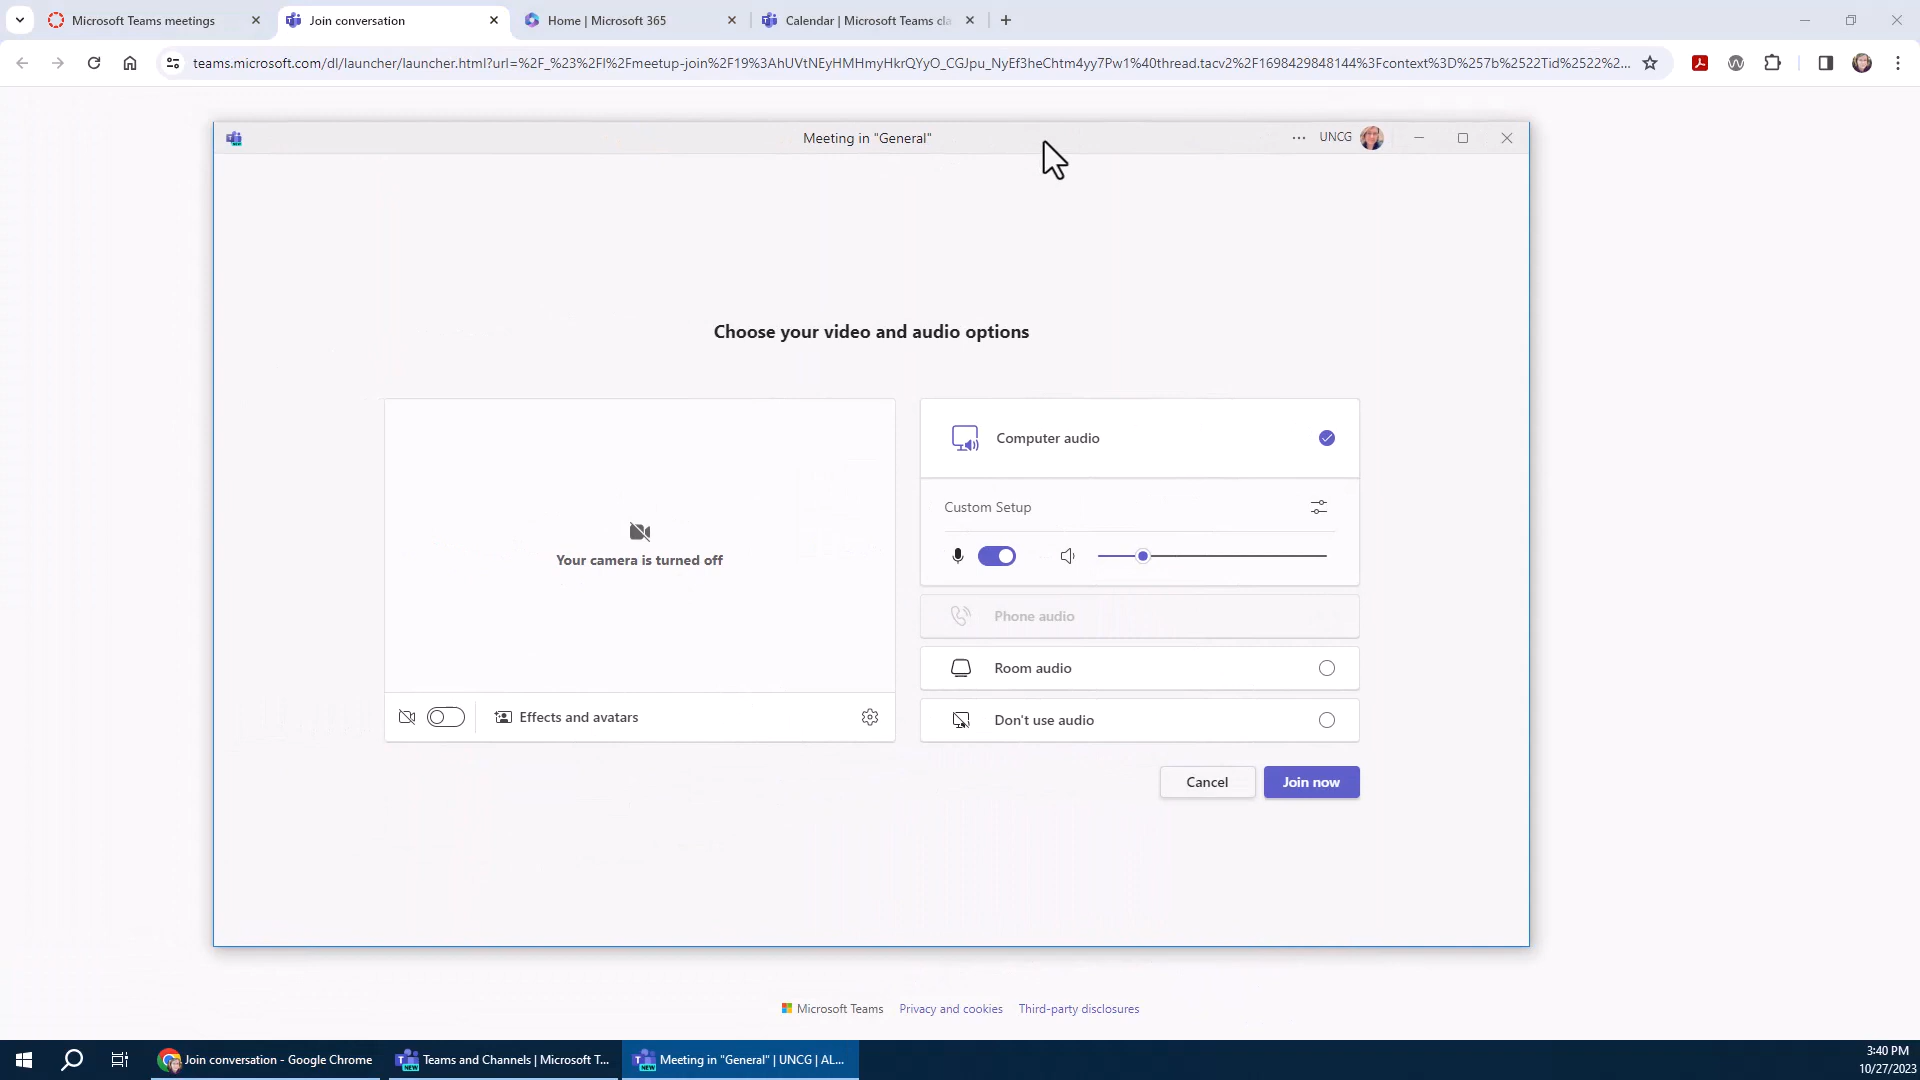 Microsoft Teams meetings
Join conversation
Home | Microsoft 365
Calendar | Microsoft Teams cla
teams.microsoft.com/dl/launcher/launcher.html?url=%2F_%23%2Fl%2Fmeetup-join%2F19%3AhUVtNEyHMHmyHkrQYyO_CGJpu_NyEf3heChtm4yy7Pw1%40thread.tacv2%2F1698429848144%3Fcontext%3D%257b%2522Tid%2522%2...
Meeting in "General"
UNCG
Choose your video and audio options
Your camera is turned off
Effects and avatars
Computer audio
Custom Setup
Phone audio
Room audio
Don't use audio
Cancel
Join now
Microsoft Teams
Privacy and cookies
Third-party disclosures
Join conversation - Google Chrome
NEW
Teams and Channels | Microsoft T...
NEW
Meeting in "General" | UNCG | AL...
3:40 PM
10/27/2023